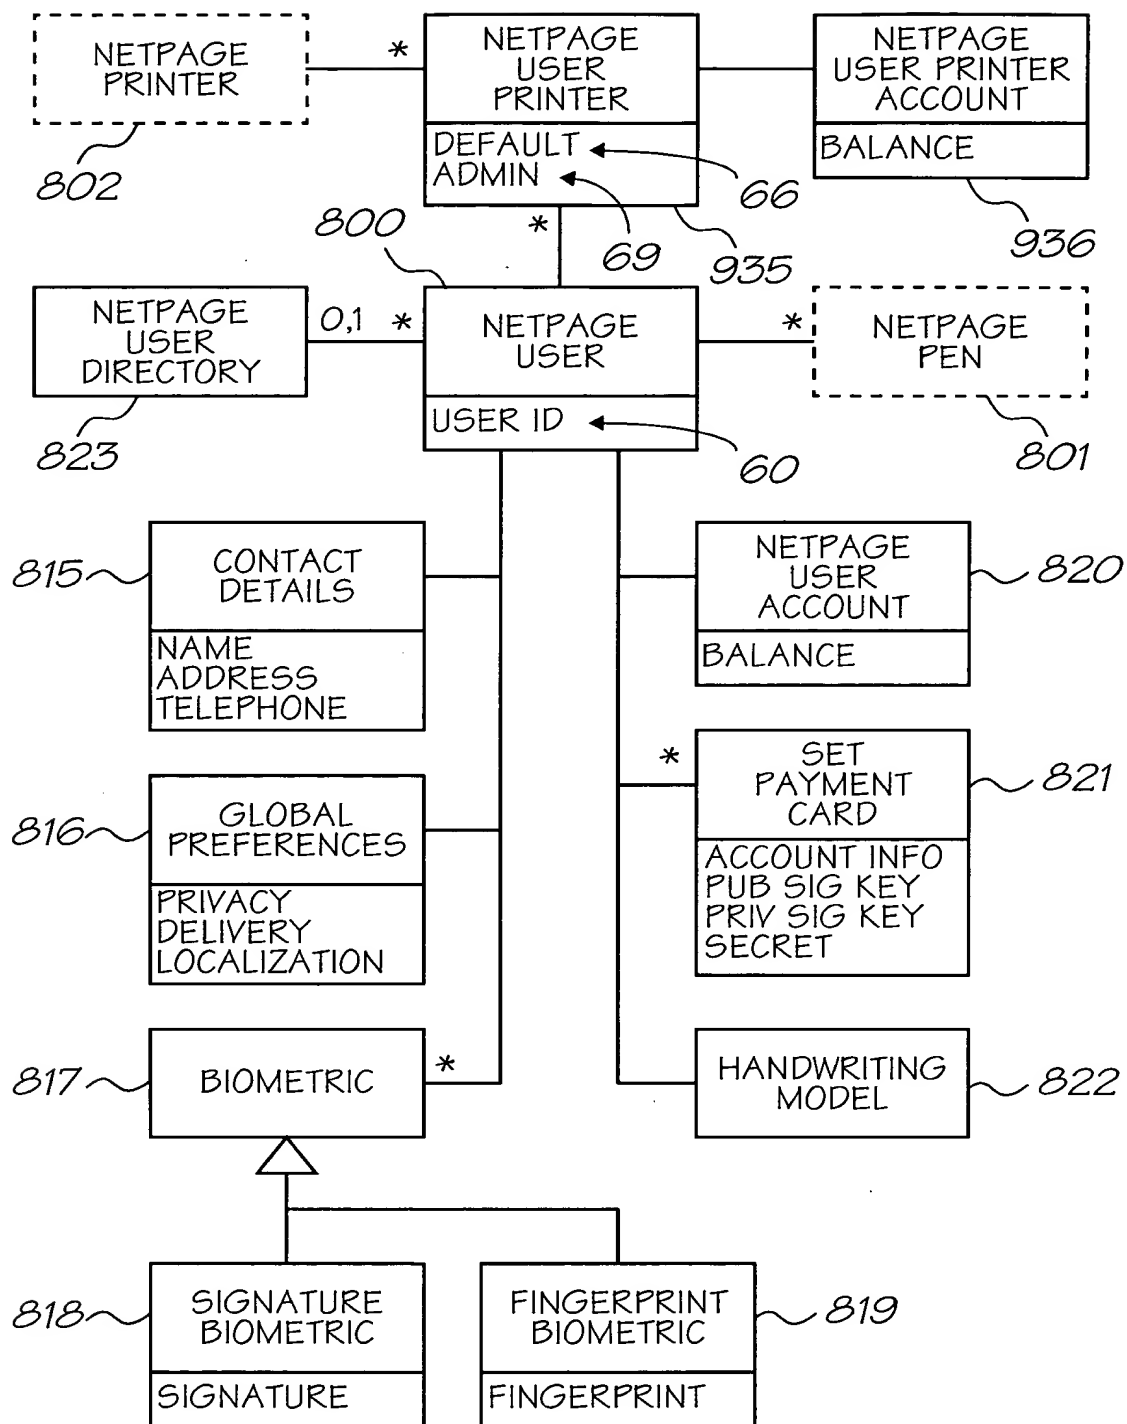 NETPAGE
PRINTER
802
*
NETPAGE
USER
PRINTER
DEFAULT
ADMIN
66
69
935
NETPAGE
USER PRINTER
ACCOUNT
BALANCE
936
*
800
NETPAGE
USER
DIRECTORY
823
0,1
*
NETPAGE
USER
USER ID
60
*
NETPAGE
PEN
801
815
CONTACT
DETAILS
NAME
ADDRESS
TELEPHONE
NETPAGE
USER
ACCOUNT
BALANCE
820
816
GLOBAL
PREFERENCES
PRIVACY
DELIVERY
LOCALIZATION
*
SET
PAYMENT
CARD
ACCOUNT INFO
PUB SIG KEY
PRIV SIG KEY
SECRET
821
817
BIOMETRIC
*
HANDWRITING
MODEL
822
818
SIGNATURE
BIOMETRIC
SIGNATURE
FINGERPRINT
BIOMETRIC
FINGERPRINT
819